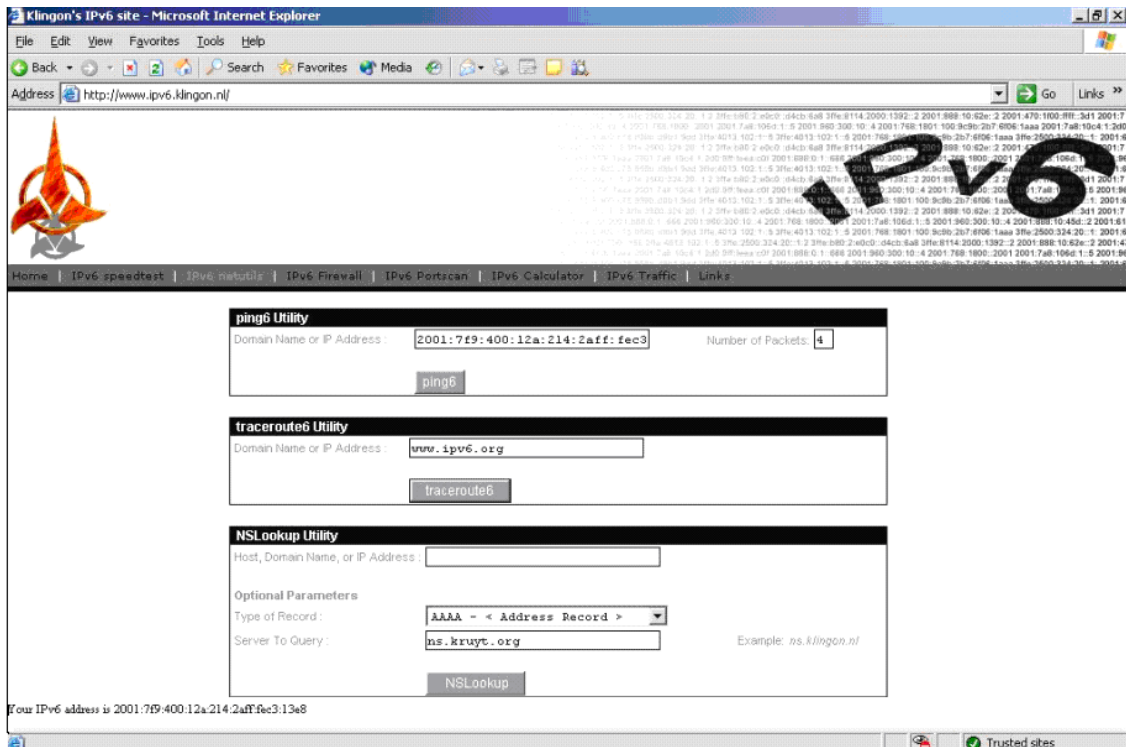 Klingon's IPv6 site - Microsoft Internet Explorer
File Edit View Favorites Tools Help
Back Search Favorites Media
Address http://www.ipv6.klingon.nl/ Go Links »
IPv6
Home | IPv6 speedtest | IPv6 netutils | IPv6 Firewall | IPv6 Portscan | IPv6 Calculator | IPv6 Traffic | Links
ping6 Utility
Domain Name or IP Address : 2001:7f9:400:12a:214:2aff:fec3 Number of Packets: 4
ping6
traceroute6 Utility
Domain Name or IP Address : www.ipv6.org
traceroute6
NSLookup Utility
Host, Domain Name, or IP Address :
Optional Parameters
Type of Record : AAAA - < Address Record >
Server To Query : ns.kruyt.org Example: ns.klingon.nl
NSLookup
Your IPv6 address is 2001:7f9:400:12a:214:2aff:fec3:13e8
Trusted sites